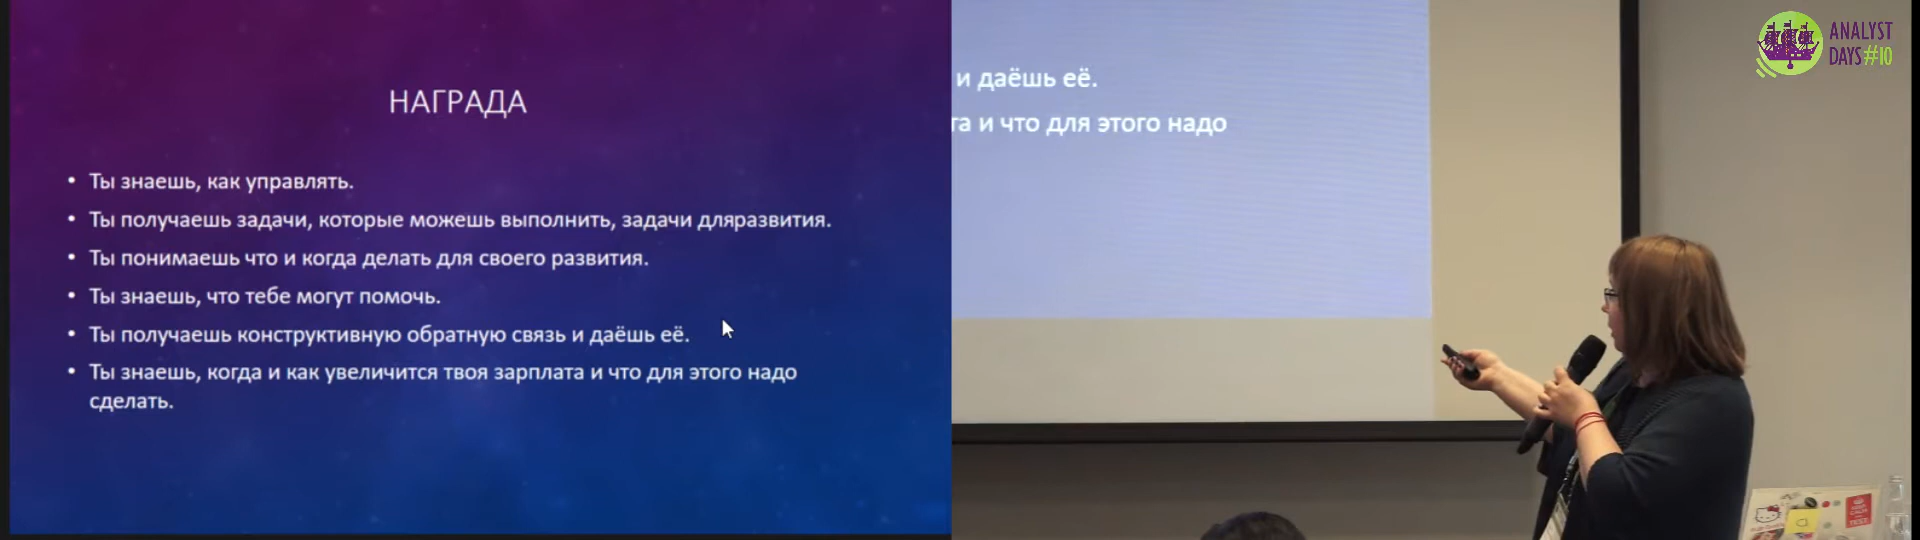 НАГРАДА
• Ты знаешь, как управлять.
• Ты получаешь задачи, которые можешь выполнить, задачи дляразвития.
• Ты понимаешь что и когда делать для своего развития.
• Ты знаешь, что тебе могут помочь.
• Ты получаешь конструктивную обратную связь и даёшь её.
• Ты знаешь, когда и как увеличится твоя зарплата и что для этого надо
сделать.
и даёшь её.
та и что для этого надо
ANALYST
DAYS#10